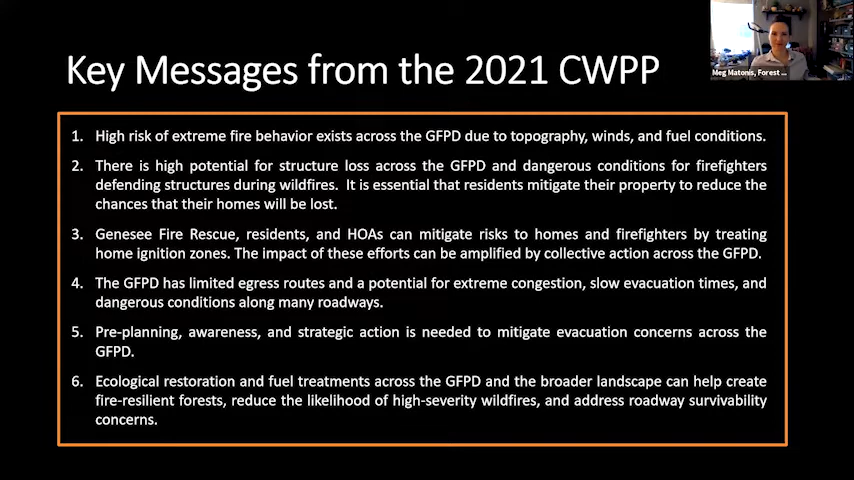 Key Messages from the 2021 CWPP
Meg Matonis, Forest ...
1. High risk of extreme fire behavior exists across the GFPD due to topography, winds, and fuel conditions.
2. There is high potential for structure loss across the GFPD and dangerous conditions for firefighters
defending structures during wildfires. It is essential that residents mitigate their property to reduce the
chances that their homes will be lost.
3. Genesee Fire Rescue, residents, and HOAs can mitigate risks to homes and firefighters by treating
home ignition zones. The impact of these efforts can be amplified by collective action across the GFPD.
4. The GFPD has limited egress routes and a potential for extreme congestion, slow evacuation times, and
dangerous conditions along many roadways.
5. Pre-planning, awareness, and strategic action is needed to mitigate evacuation concerns across the
GFPD.
6. Ecological restoration and fuel treatments across the GFPD and the broader landscape can help create
fire-resilient forests, reduce the likelihood of high-severity wildfires, and address roadway survivability
concerns.